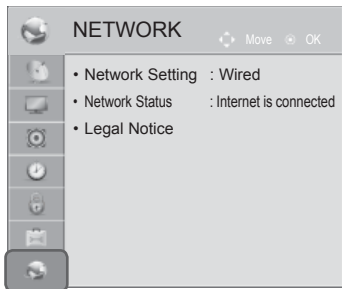 NETWORK
Move OK
• Network Setting : Wired
• Network Status : Internet is connected
• Legal Notice